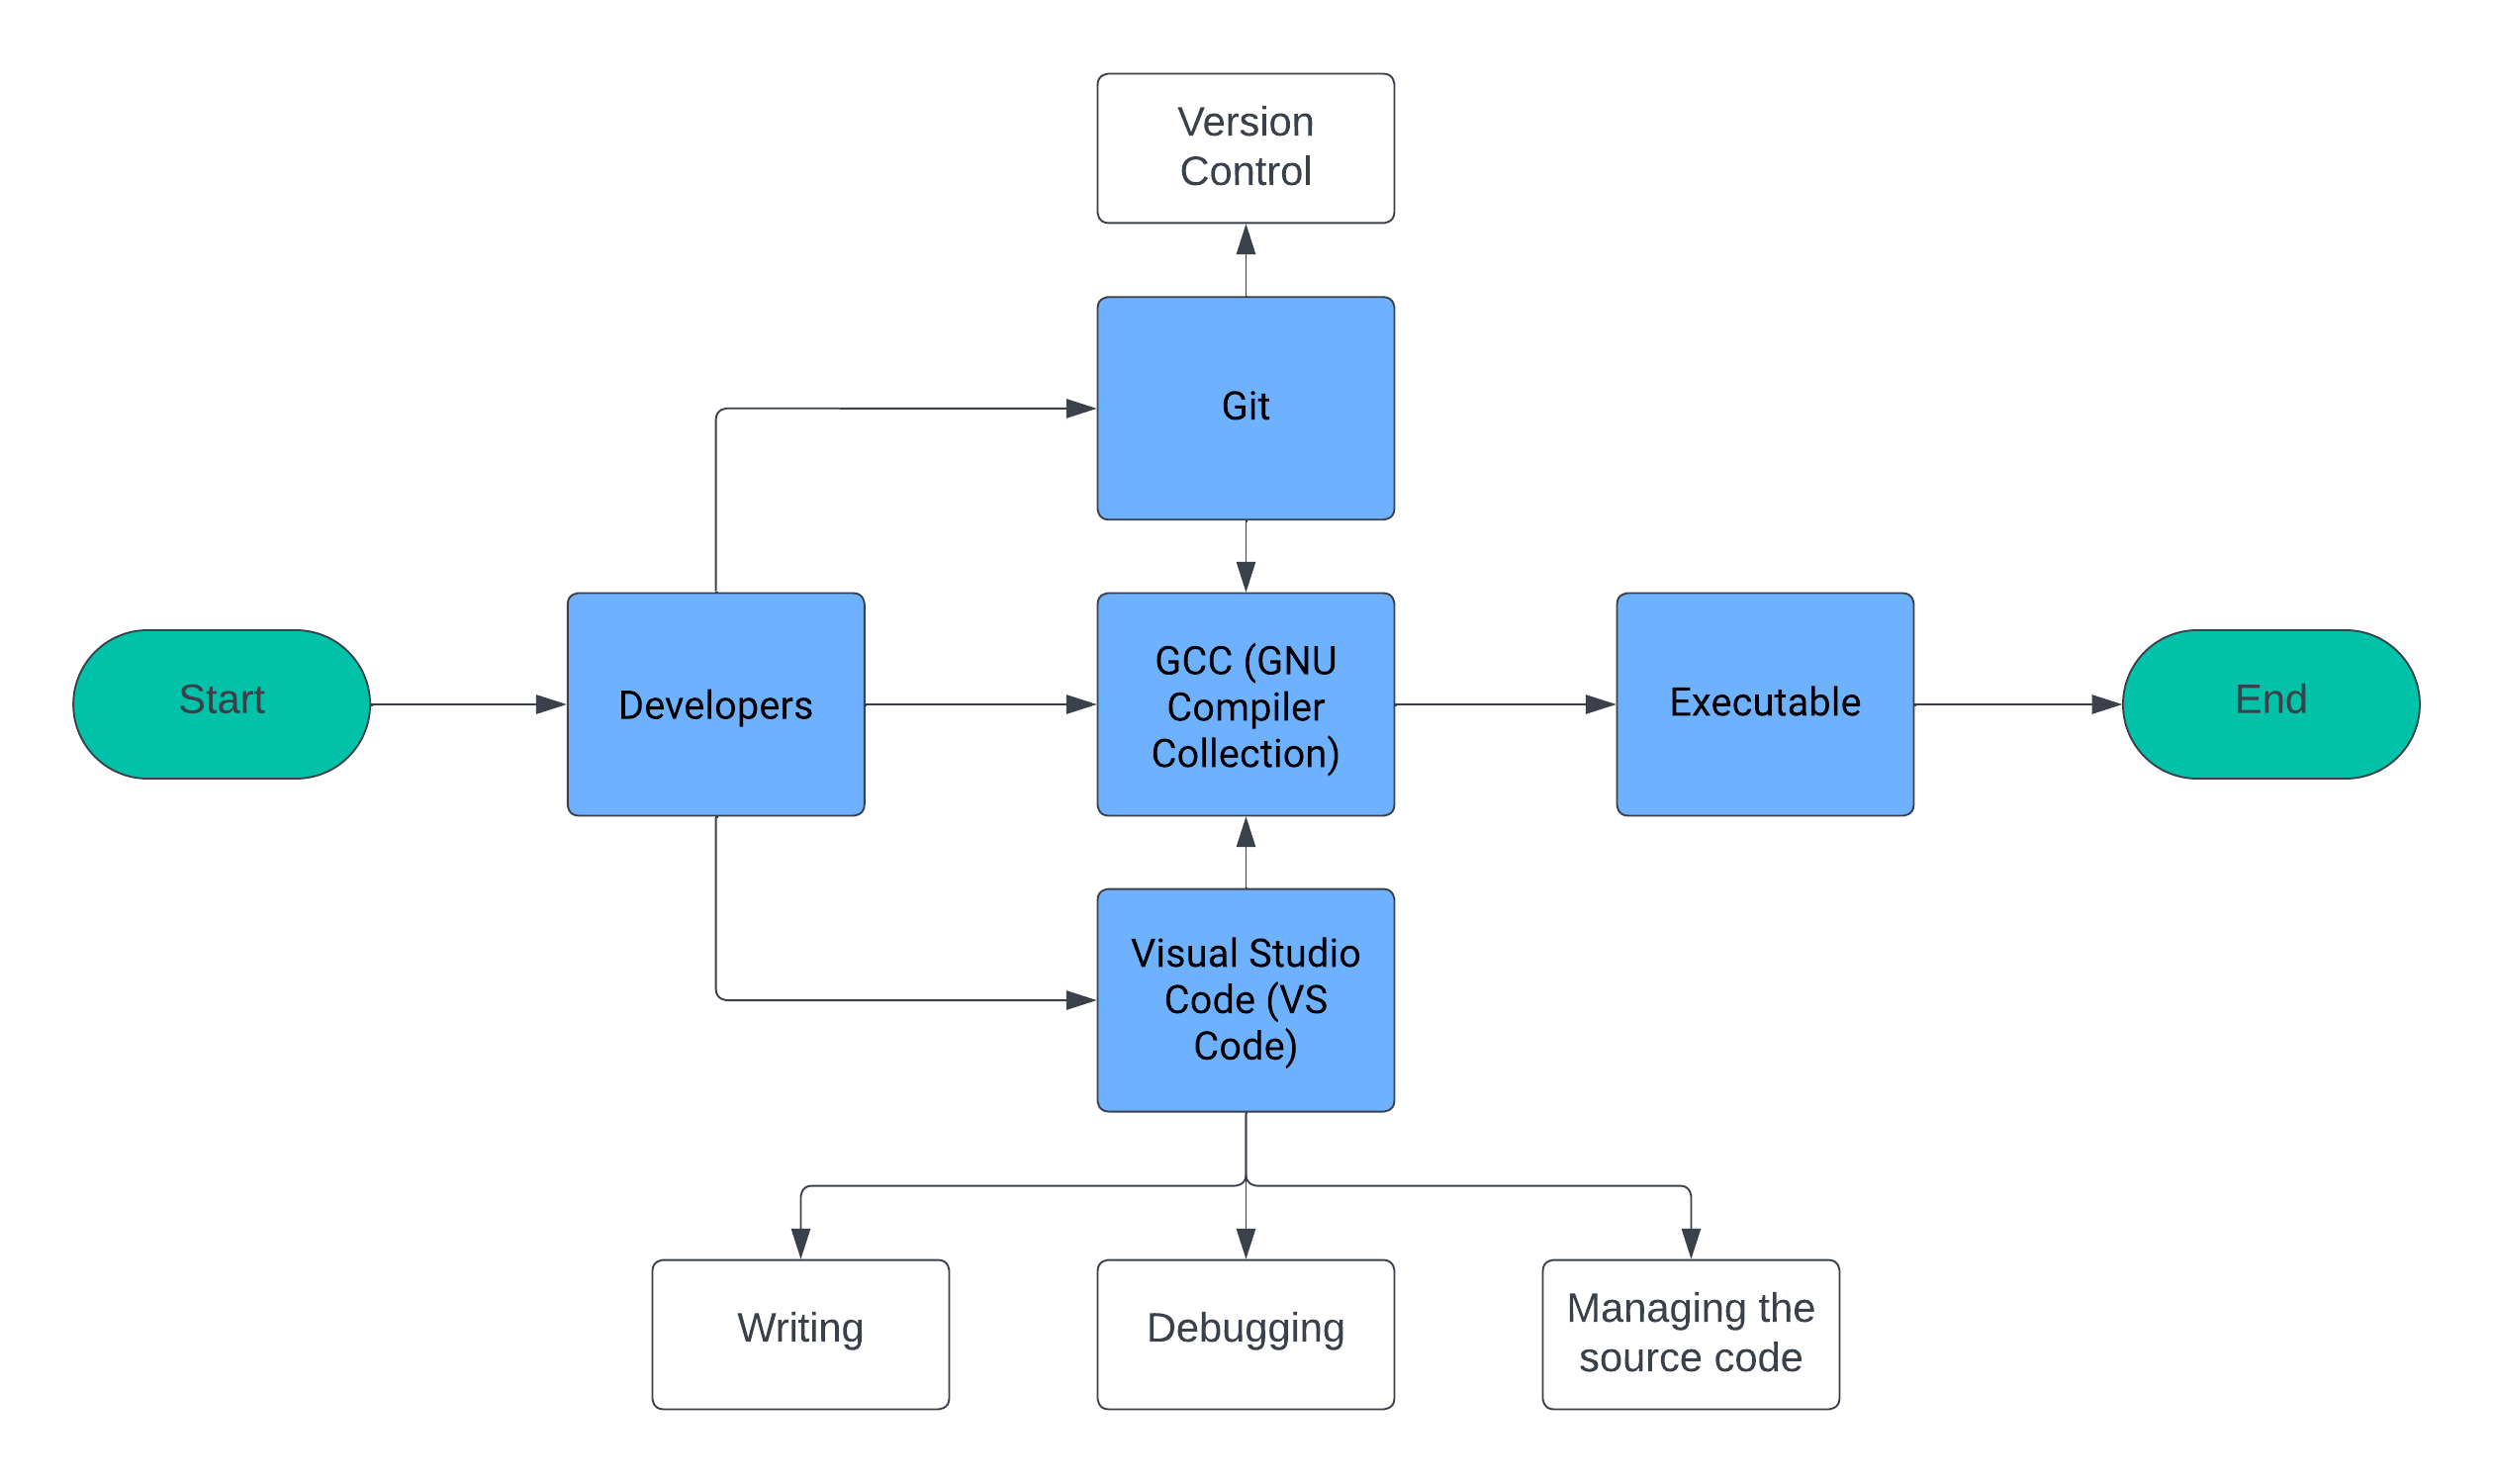 Version
Control
Git
Start
Developers
GCC (GNU
Compiler
Collection)
Executable
End
Visual Studio
Code (VS
Code)
Writing
Debugging
Managing the
source code